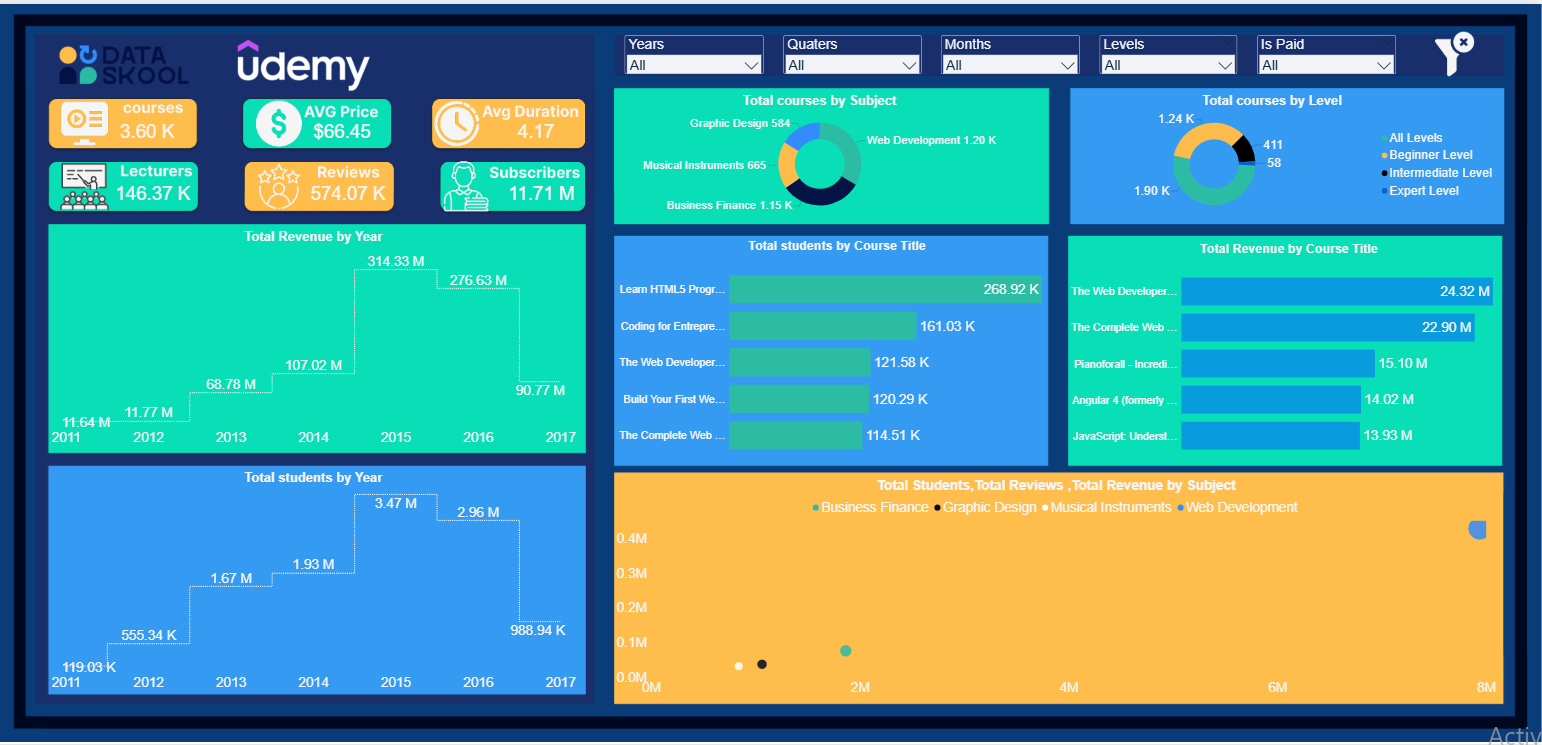 DATA
SKOOL
ûdemy
Years
All
Quaters
All
Months
All
Levels
All
Is Paid
All
courses
3.60 K
AVG Price
$66.45
Avg Duration
4.17
Lecturers
146.37 K
Reviews
574.07 K
Subscribers
11.71 M
Total Revenue by Year
11.64 M
11.77 M
68.78 M
107.02 M
314.33 M
276.63 M
90.77 M
2011 2012 2013 2014 2015 2016 2017
Total students by Year
119.03 K
555.34 K
1.67 M
1.93 M
3.47 M
2.96 M
988.94 K
2011 2012 2013 2014 2015 2016 2017
Total courses by Subject
Graphic Design 584
Web Development 1.20 K
Musical Instruments 665
Business Finance 1.15 K
Total courses by Level
1.24 K
411
58
1.90 K
All Levels
Beginner Level
Intermediate Level
Expert Level
Total students by Course Title
Learn HTML5 Progr... 268.92 K
Coding for Entrepre... 161.03 K
The Web Developer... 121.58 K
Build Your First We... 120.29 K
The Complete Web ... 114.51 K
Total Revenue by Course Title
The Web Developer... 24.32 M
The Complete Web ... 22.90 M
Pianoforall - Incredi... 15.10 M
Angular 4 (formerly ... 14.02 M
JavaScript: Underst... 13.93 M
Total Students,Total Reviews ,Total Revenue by Subject
Business Finance Graphic Design Musical Instruments Web Development
0.4M
0.3M
0.2M
0.1M
0.0M
0M 2M 4M 6M 8M
Activ